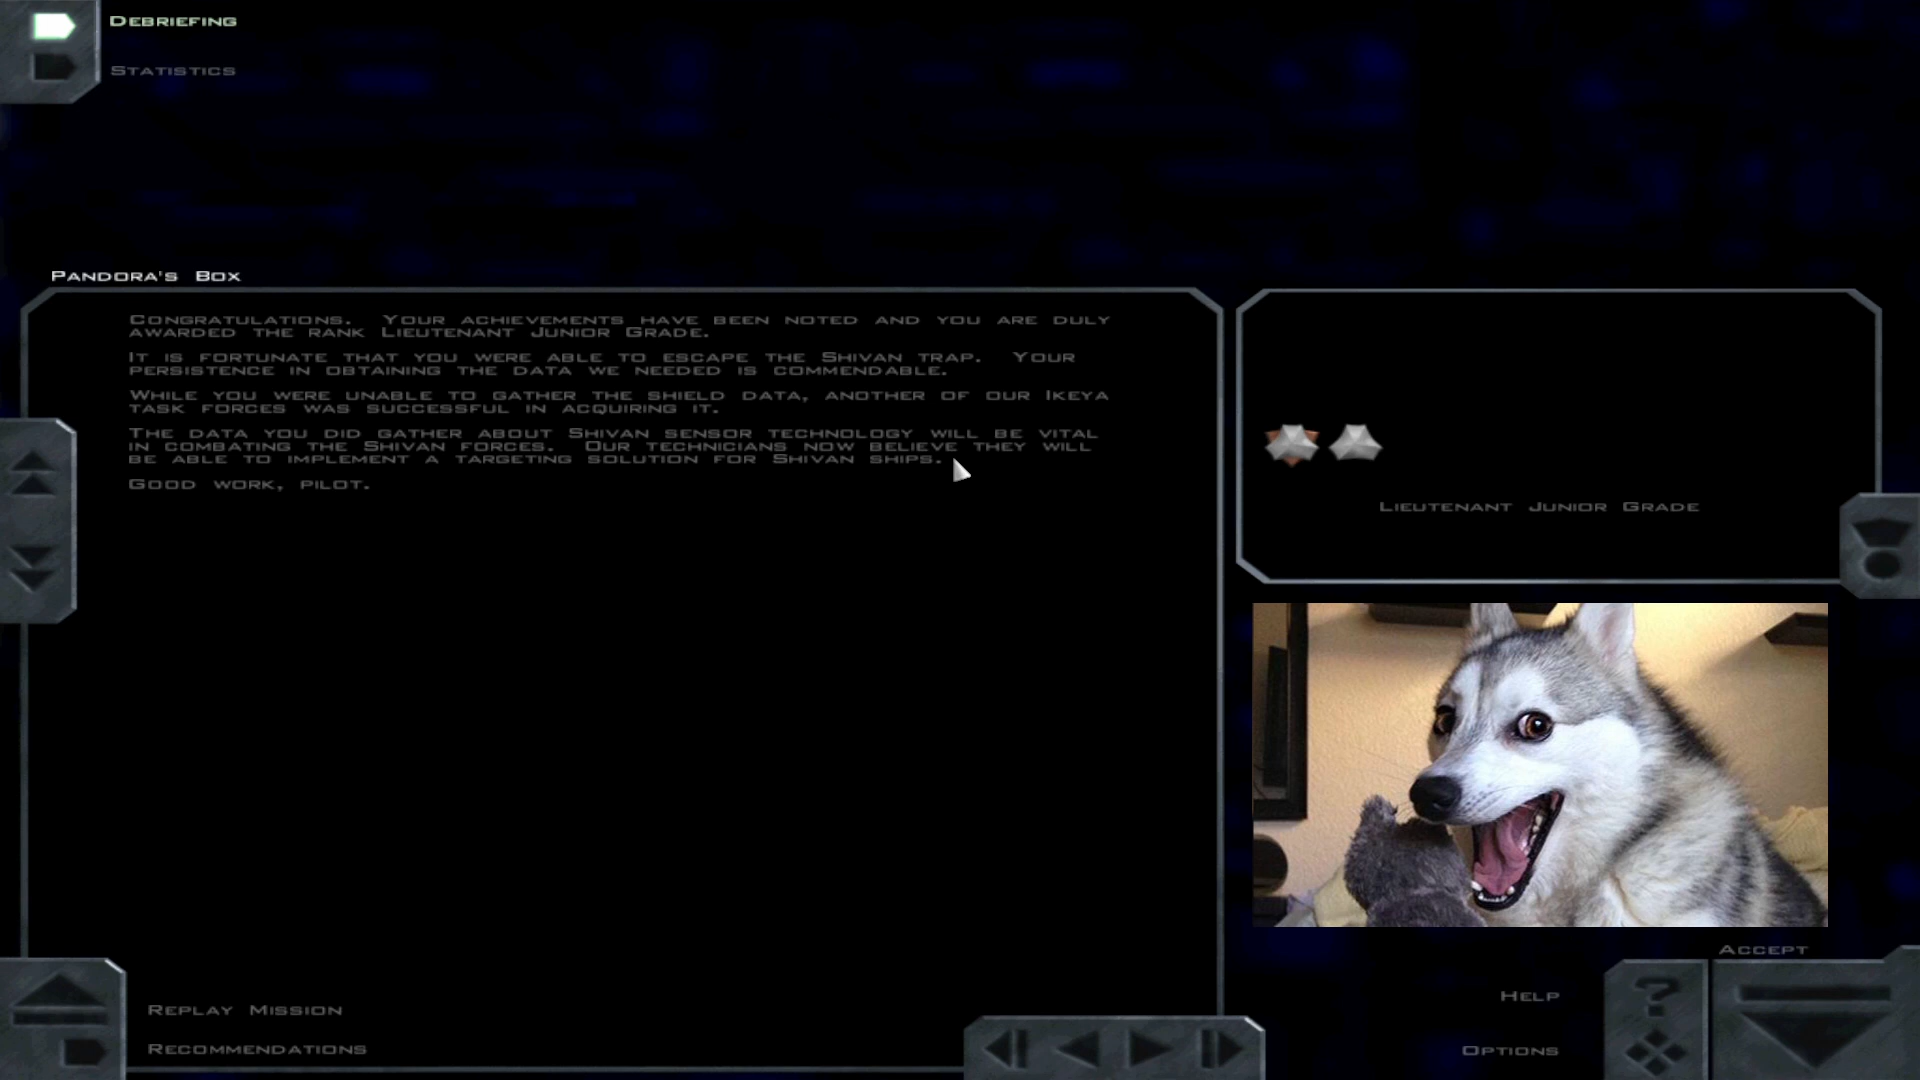 Debriefing
Statistics
Pandora's Box
Congratulations. Your achievements have been noted and you are duly
awarded the rank Lieutenant Junior Grade.
It is fortunate that you were able to escape the Shivan trap. Your
persistence in obtaining the data we needed is commendable.
While you were unable to gather the shield data, another of our Ikeya
task forces was successful in acquiring it.
The data you did gather about Shivan sensor technology will be vital
in combating the Shivan forces. Our technicians now believe they will
be able to implement a targeting solution for Shivan ships.
Good work, pilot.
Lieutenant Junior Grade
Accept
Replay Mission
Recommendations
Help
?
Options